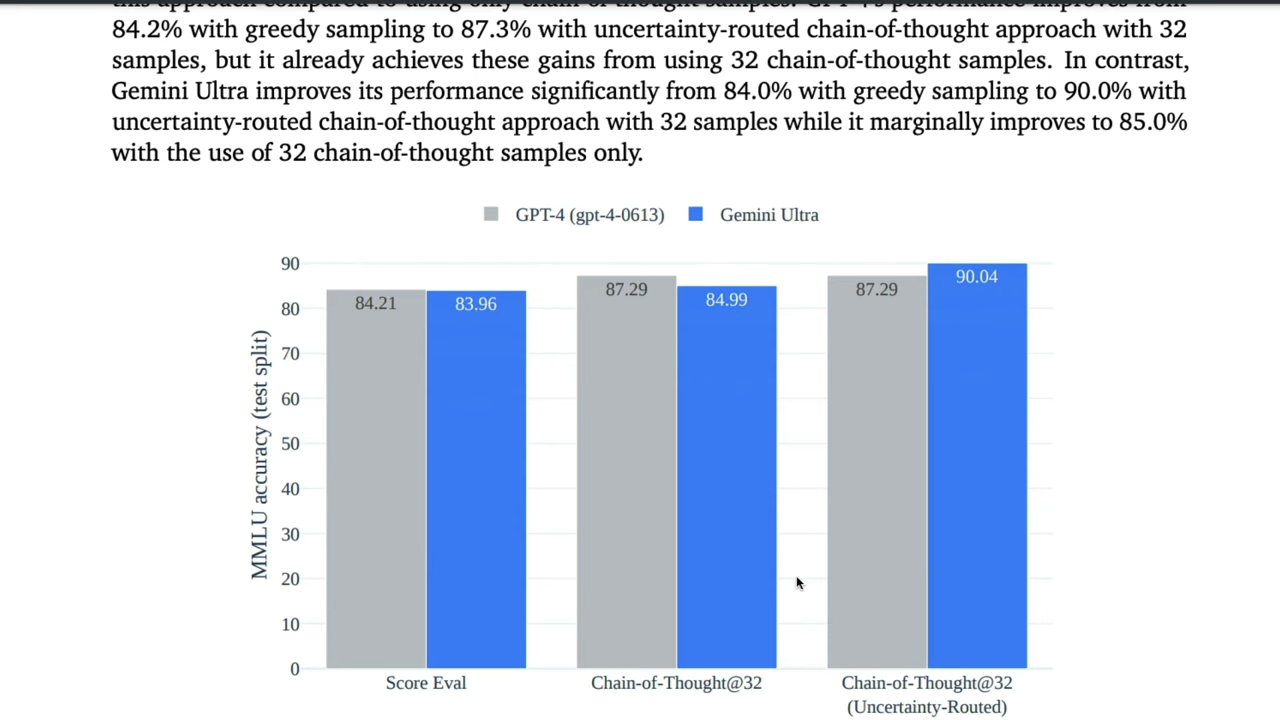 84.2% with greedy sampling to 87.3% with uncertainty-routed chain-of-thought approach with 32
samples, but it already achieves these gains from using 32 chain-of-thought samples. In contrast,
Gemini Ultra improves its performance significantly from 84.0% with greedy sampling to 90.0% with
uncertainty-routed chain-of-thought approach with 32 samples while it marginally improves to 85.0%
with the use of 32 chain-of-thought samples only.
GPT-4 (gpt-4-0613) Gemini Ultra
MMLU accuracy (test split)
90
80
70
60
50
40
30
20
10
0
84.21 83.96
87.29 84.99
87.29 90.04
Score Eval
Chain-of-Thought@32
Chain-of-Thought@32
(Uncertainty-Routed)